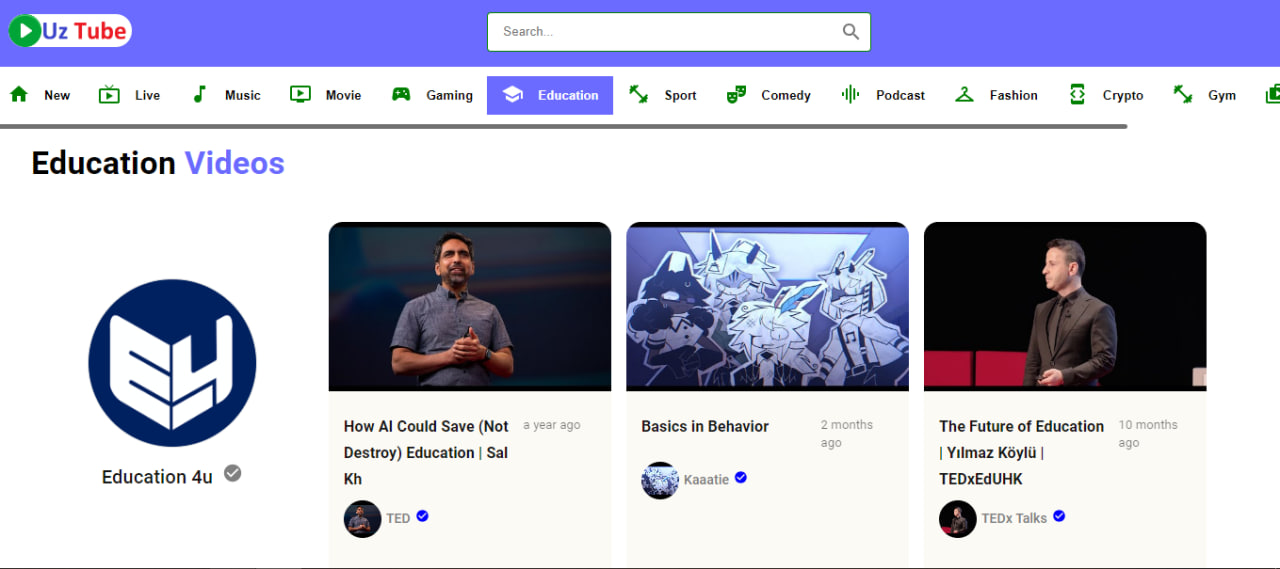 Uz Tube
Search...
New Live Music Movie Gaming Education Sport Comedy Podcast Fashion Crypto Gym
Education Videos
E4
Education 4u
How AI Could Save (Not
Destroy) Education | Sal
Kh
a year ago
TED
Basics in Behavior
2 months
ago
Kaaatie
The Future of Education
| Yılmaz Köylü |
TEDxEdUHK
10 months
ago
TEDx Talks